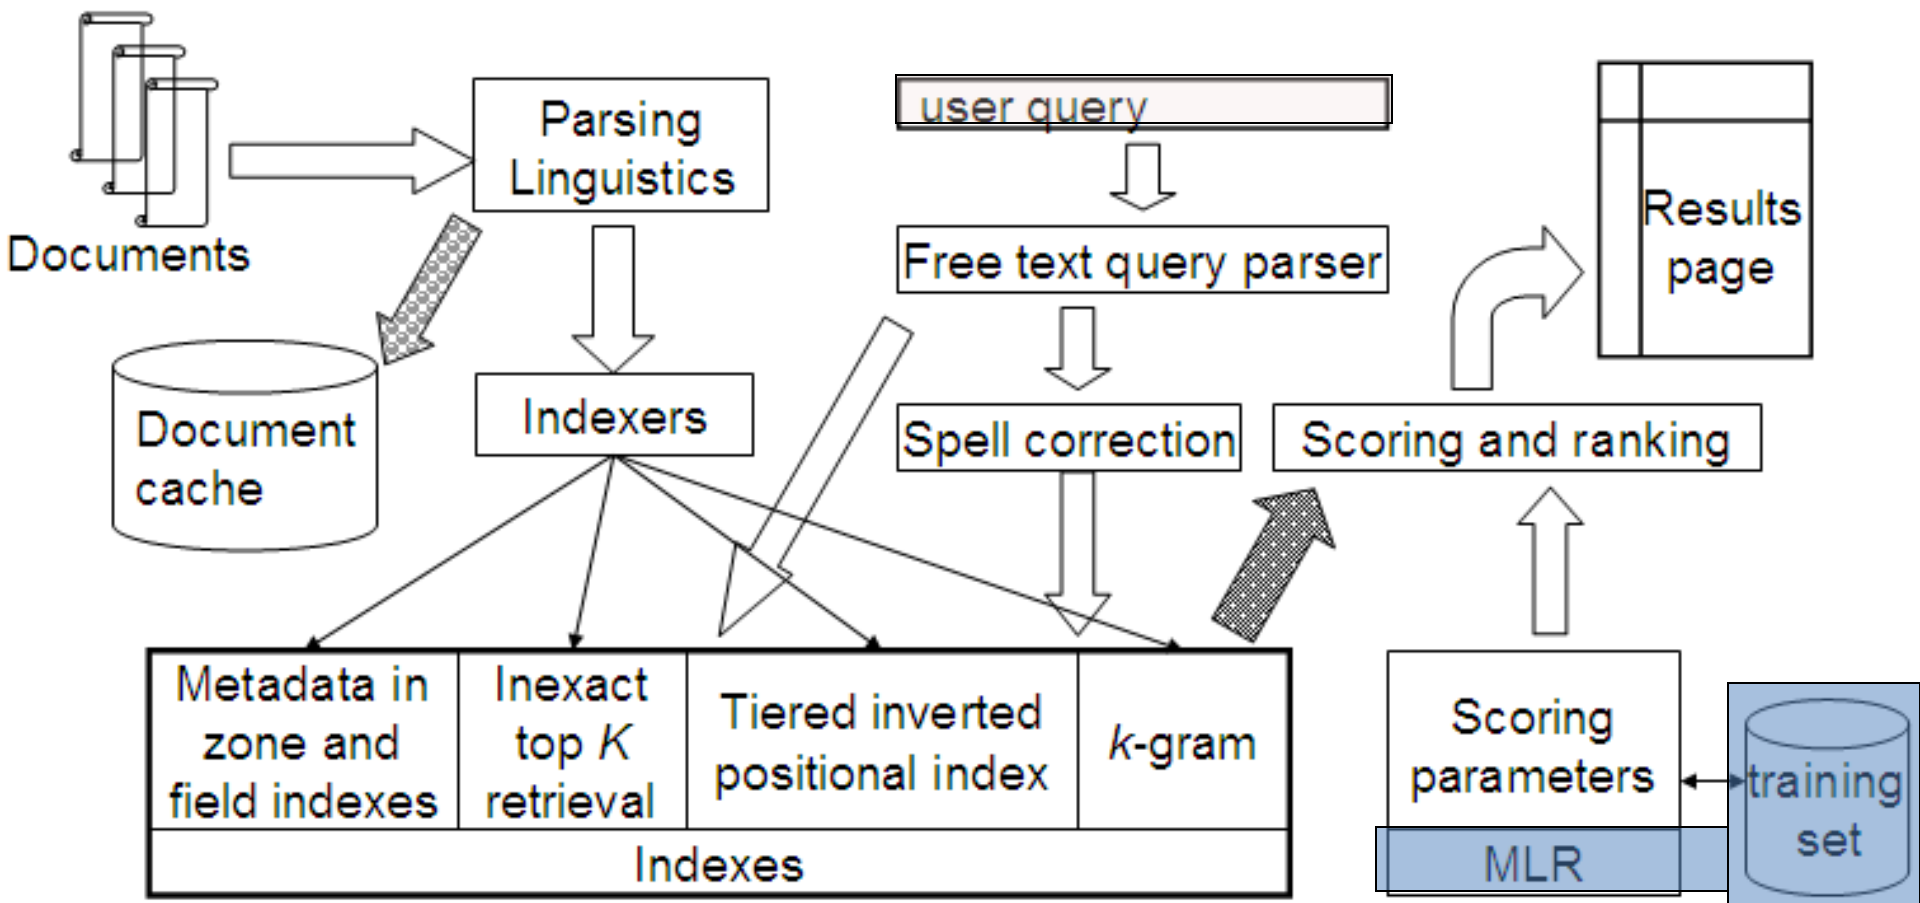 Documents
Parsing
Linguistics
user query
Free text query parser
Results
page
Document
cache
Indexers
Spell correction
Scoring and ranking
Metadata in
zone and
field indexes
Inexact
top K
retrieval
Tiered inverted
positional index
k-gram
Indexes
Scoring
parameters
MLR
training
set